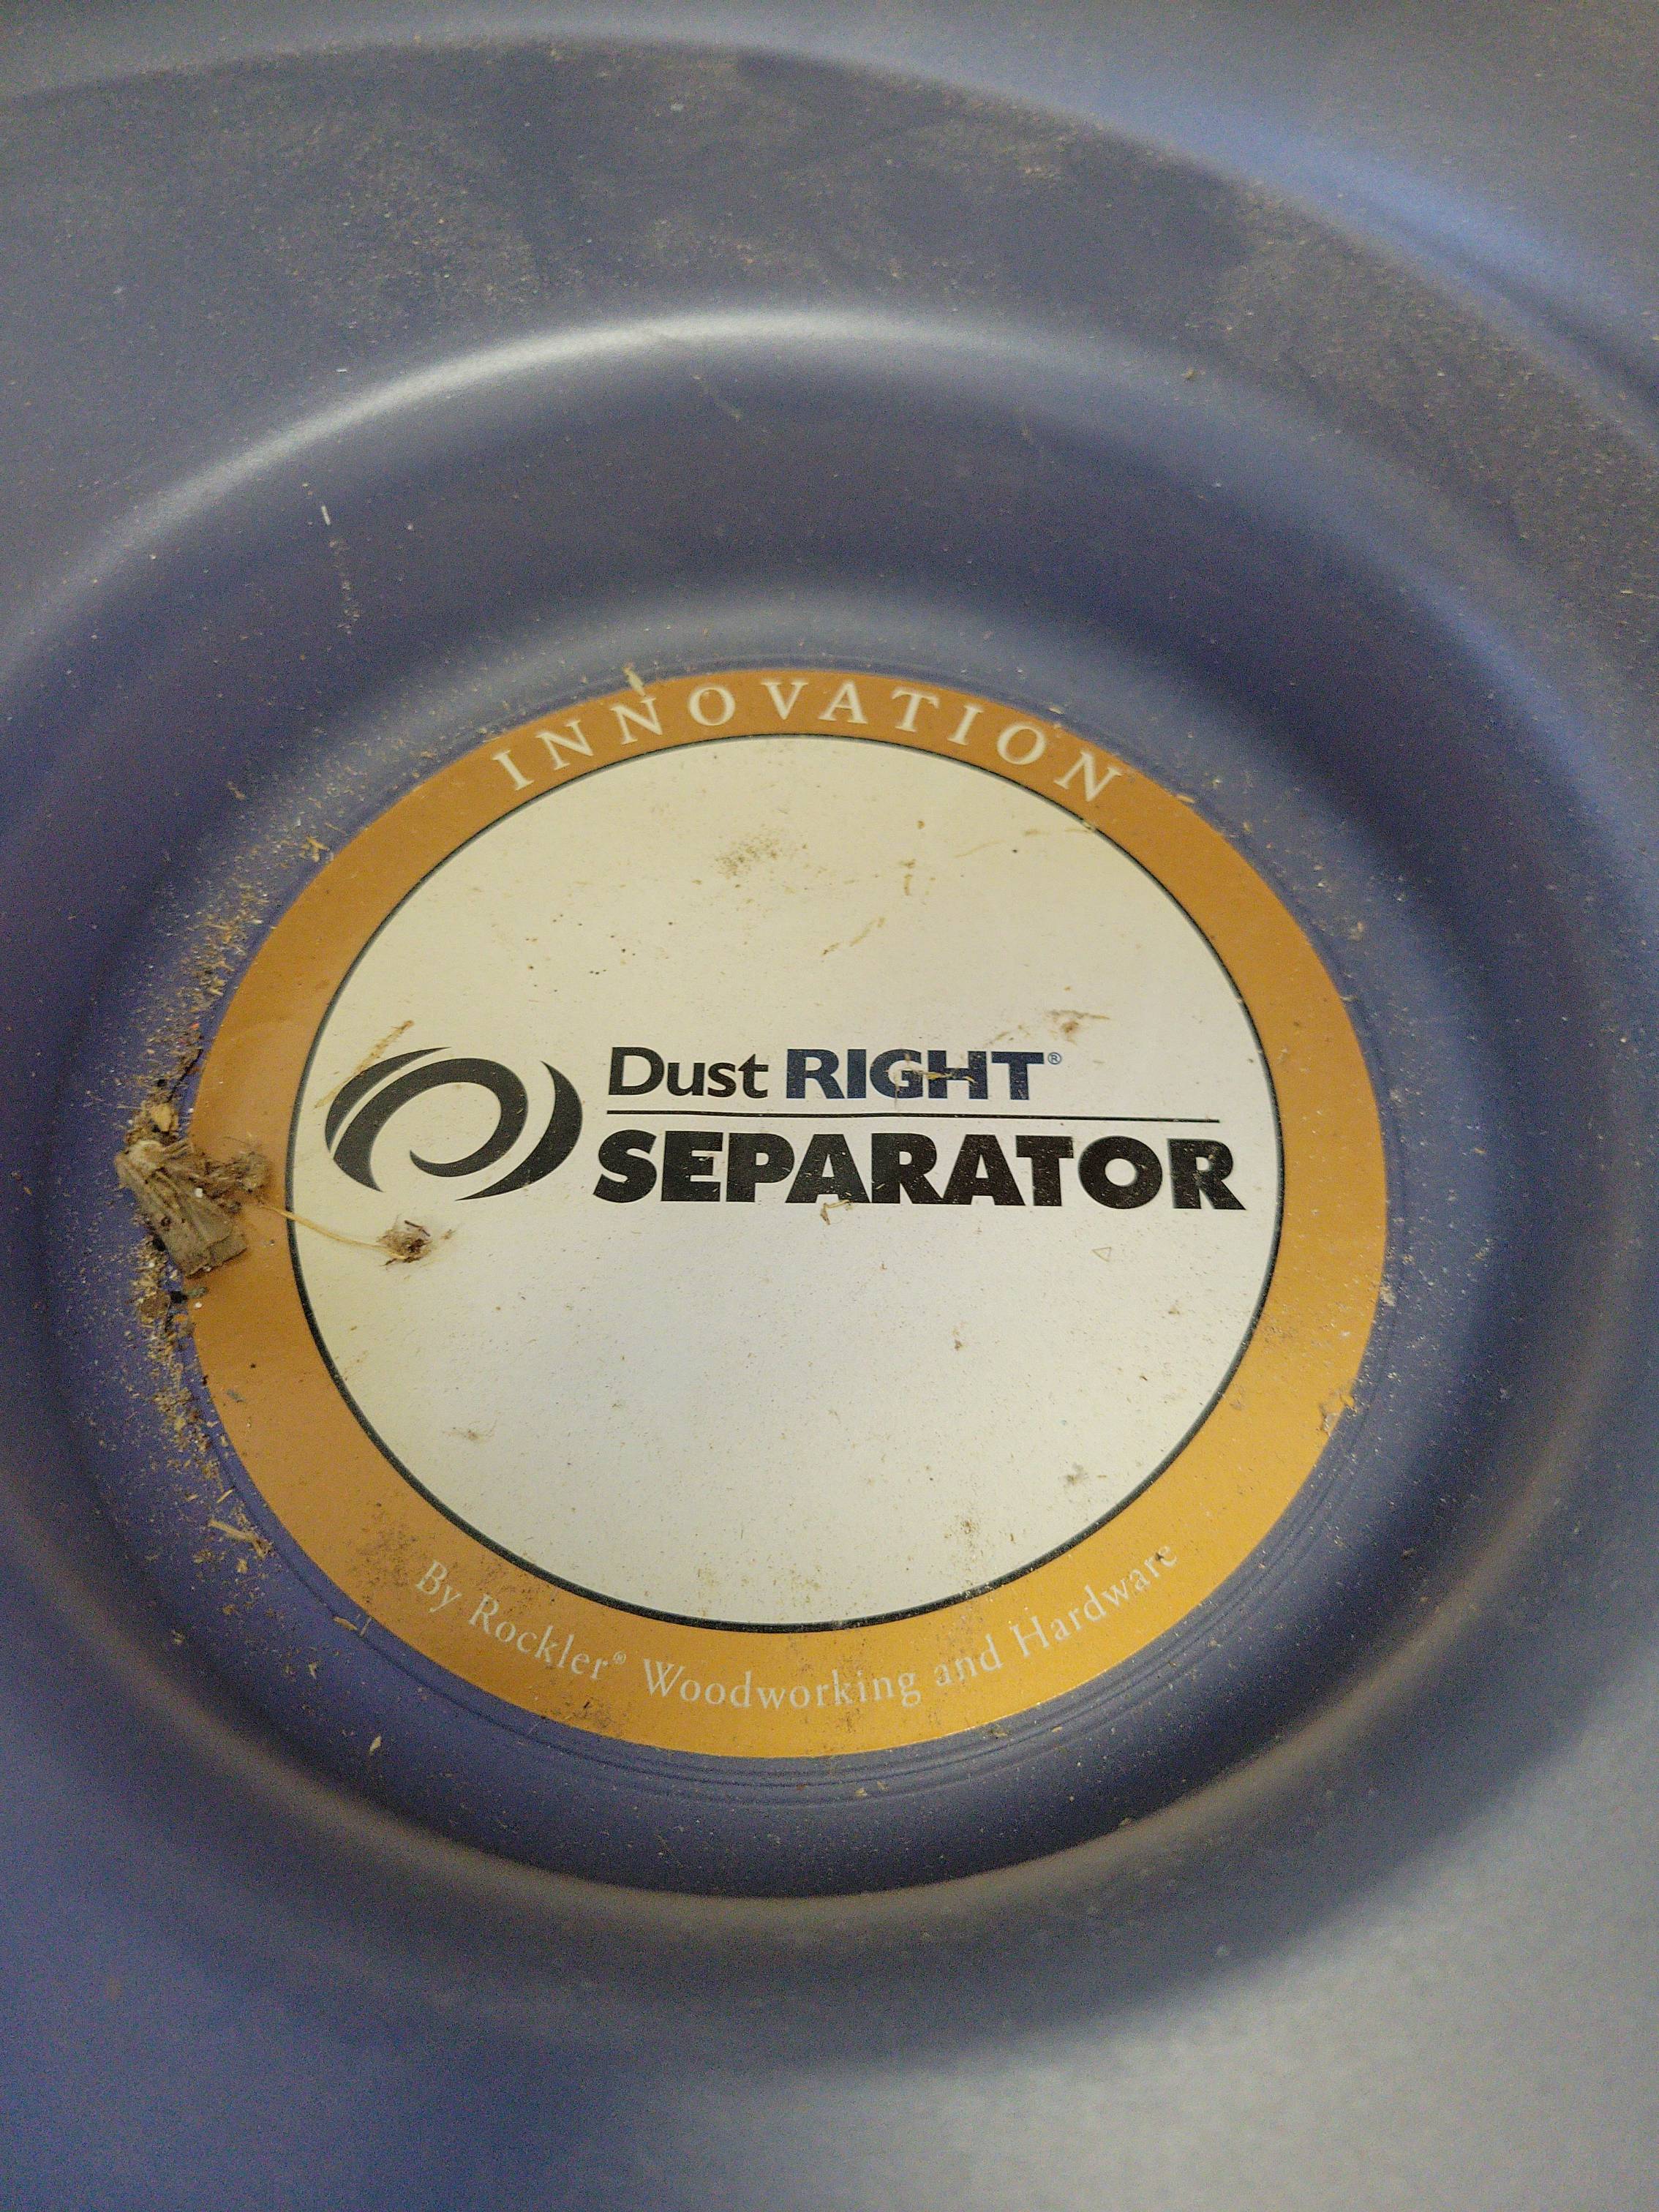 INNOVATION
Dust RIGHT®
SEPARATOR
By Rockler® Woodworking and Hardware